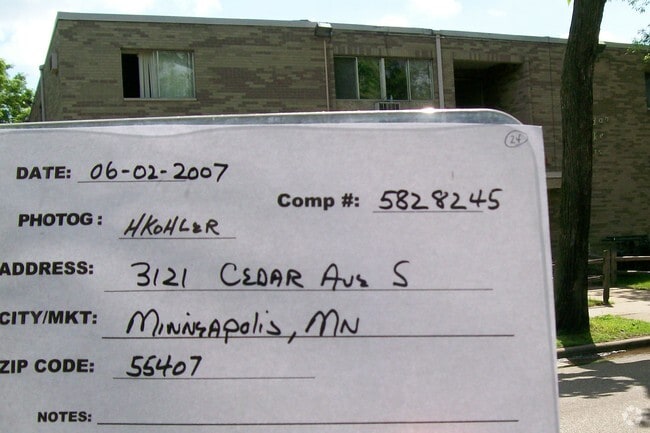 24
DATE: 06-02-2007
Comp #: 5828245
PHOTOG: HKOHLER
ADDRESS: 3121 CEDAR AVE S
CITY/MKT: MINNEAPOLIS, MN
ZIP CODE: 55407
NOTES: